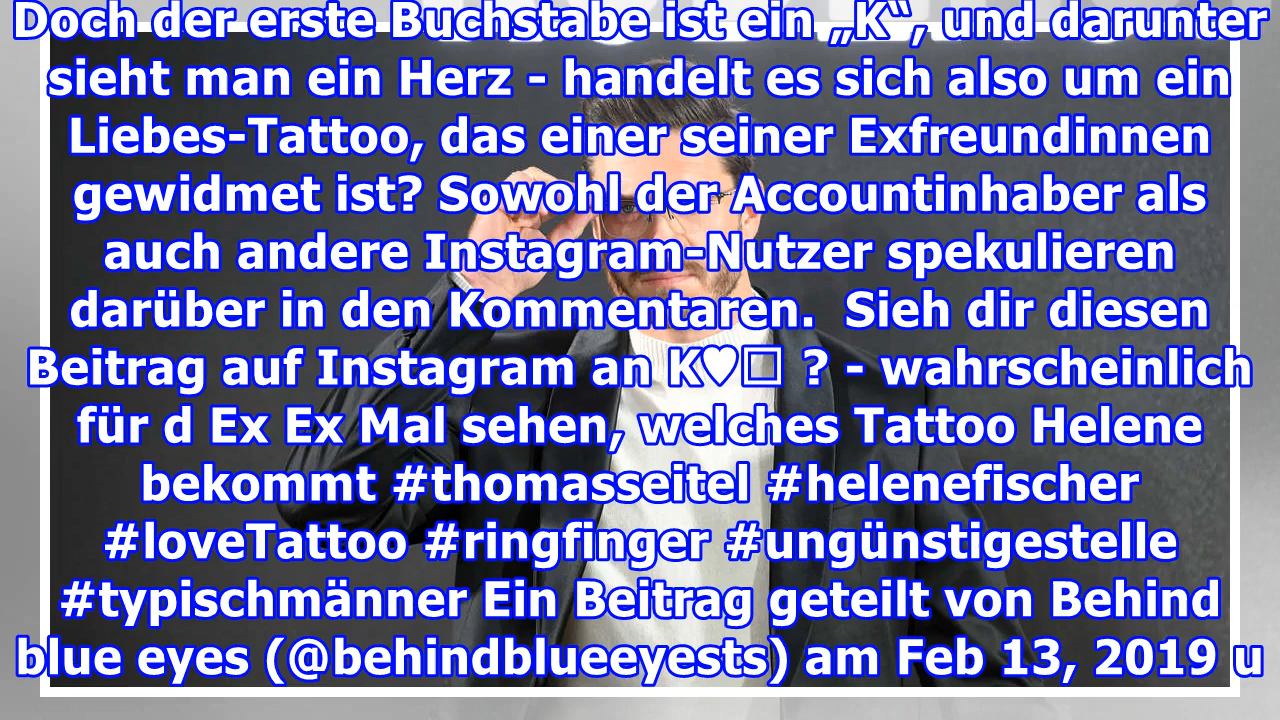 Doch der erste Buchstabe ist ein „K“, und darunter
sieht man ein Herz - handelt es sich also um ein
Liebes-Tattoo, das einer seiner Exfreundinnen
gewidmet ist? Sowohl der Accountinhaber als
auch andere Instagram-Nutzer spekulieren
darüber in den Kommentaren.  Sieh dir diesen
Beitrag auf Instagram an K♥□ ? - wahrscheinlich
für d Ex Ex Mal sehen, welches Tattoo Helene
bekommt #thomasseitel #helenefischer
#loveTattoo #ringfinger #ungünstigestelle
#typischmänner Ein Beitrag geteilt von Behind
blue eyes (@behindblueeyests) am Feb 13, 2019 u